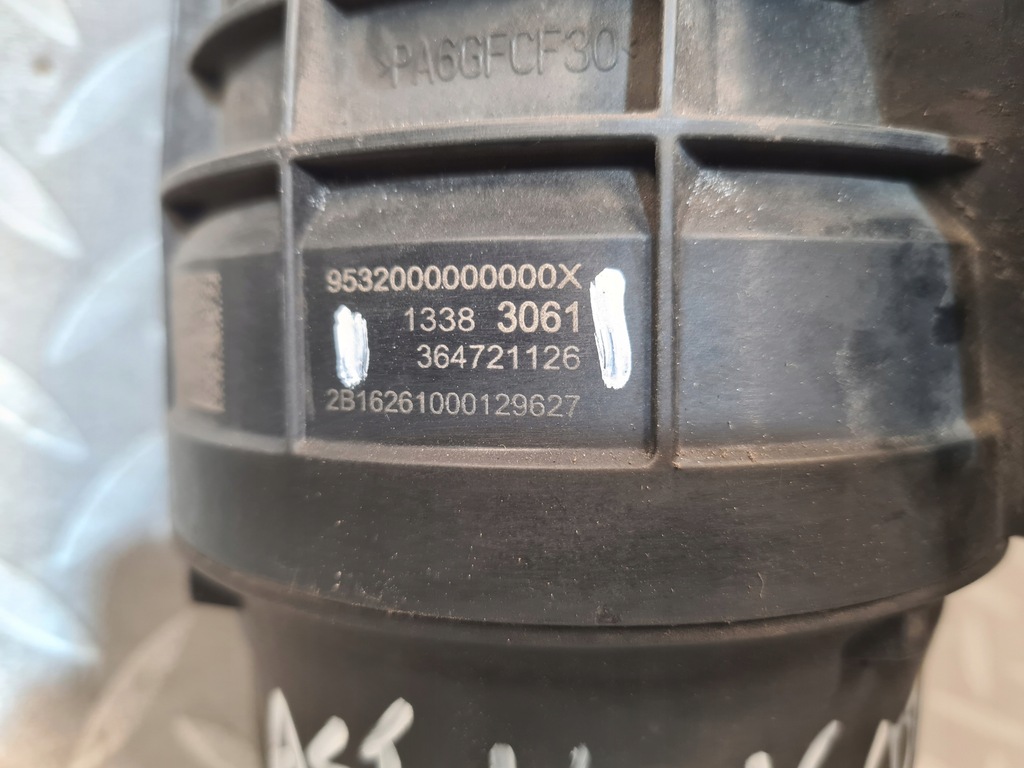 >PA6GFCF30<
9532000000000X
1338 3061
364721126
2B16261000129627